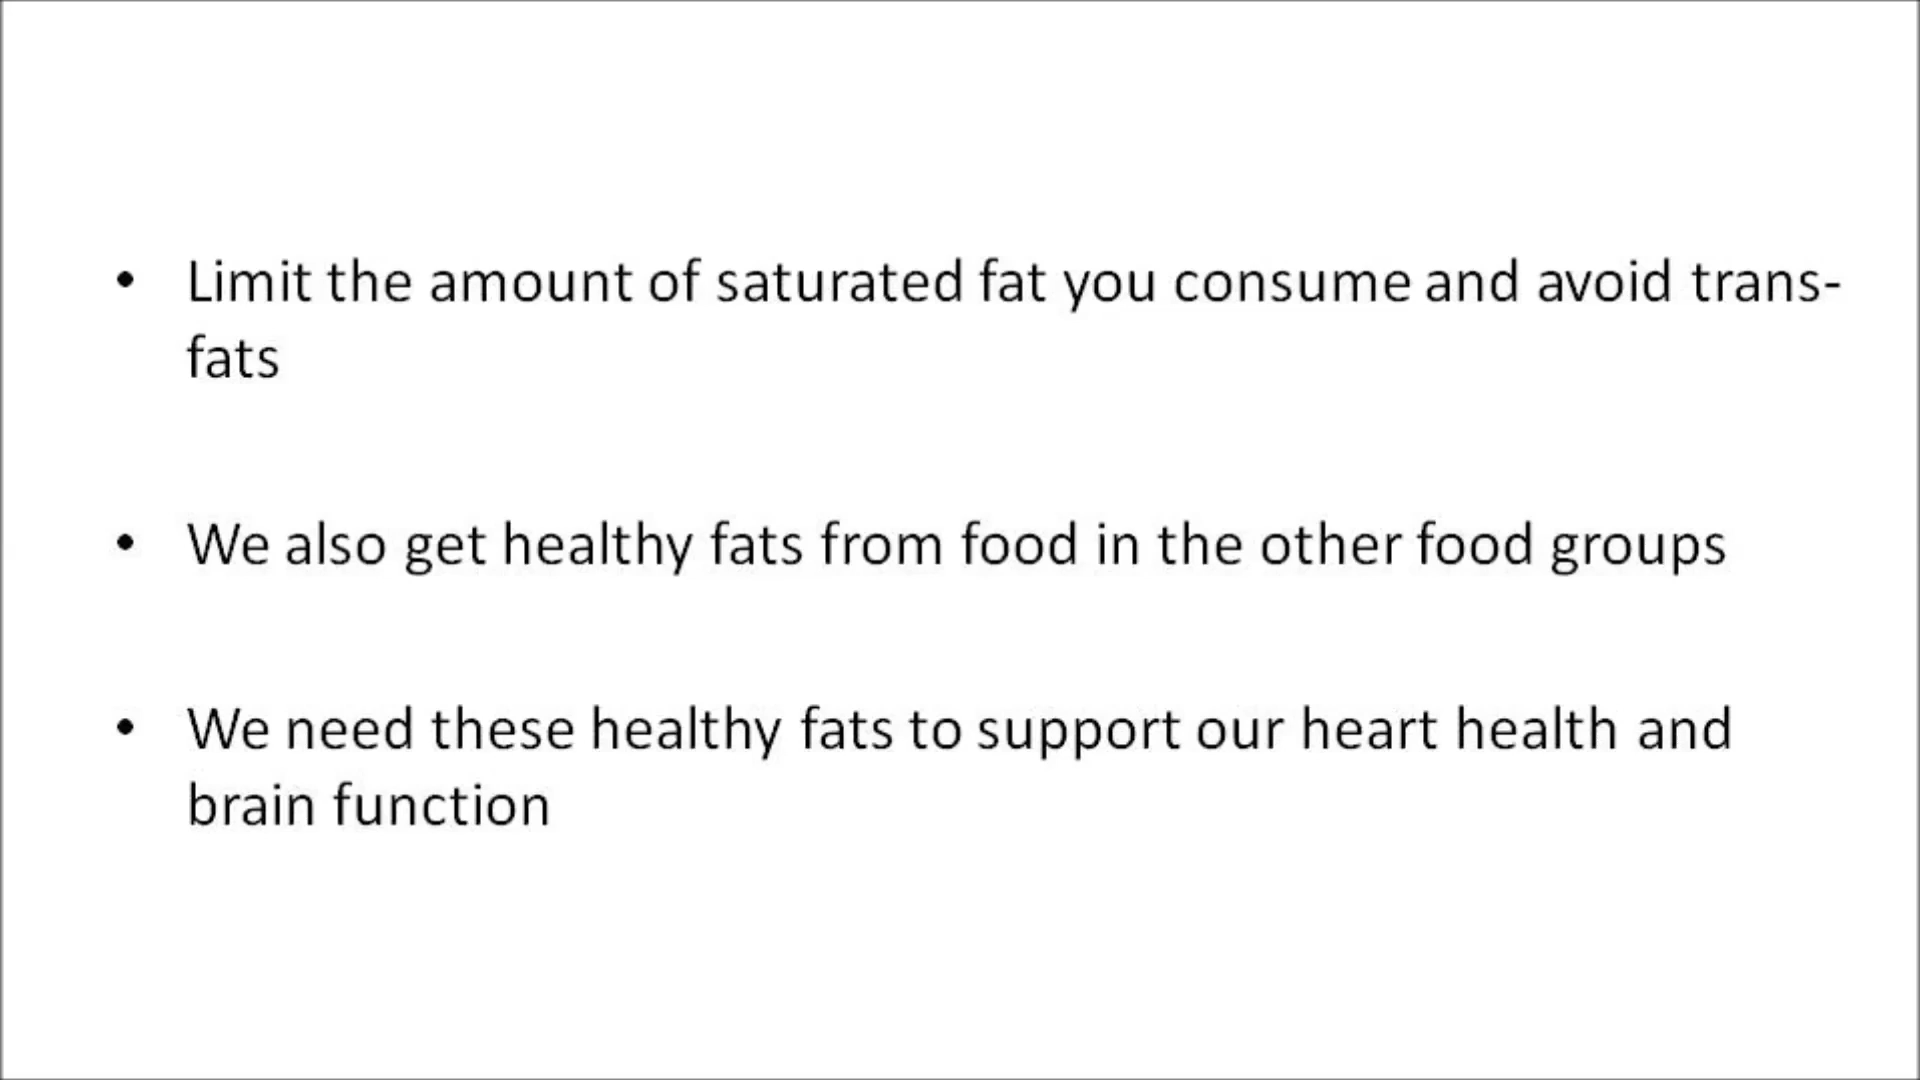 • Limit the amount of saturated fat you consume and avoid trans-
fats
• We also get healthy fats from food in the other food groups
• We need these healthy fats to support our heart health and
brain function